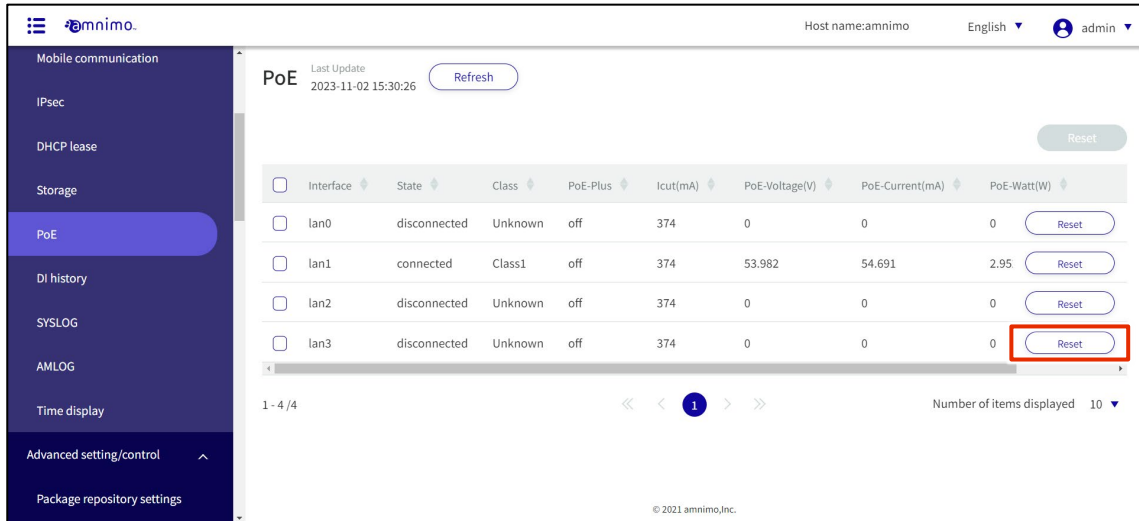 amnimo
Host name:amnimo
English
admin
Mobile communication
IPsec
DHCP lease
Storage
PoE
DI history
SYSLOG
AMLOG
Time display
Advanced setting/control
Package repository settings
PoE
Last Update
2023-11-02 15:30:26
Refresh
Reset
Interface State Class PoE-Plus Icut(mA) PoE-Voltage(V) PoE-Current(mA) PoE-Watt(W)
lan0 disconnected Unknown off 374 0 0 0 Reset
lan1 connected Class1 off 374 53.982 54.691 2.95 Reset
lan2 disconnected Unknown off 374 0 0 0 Reset
lan3 disconnected Unknown off 374 0 0 0 Reset
1 - 4 /4
1
Number of items displayed 10
© 2021 amnimo,Inc.